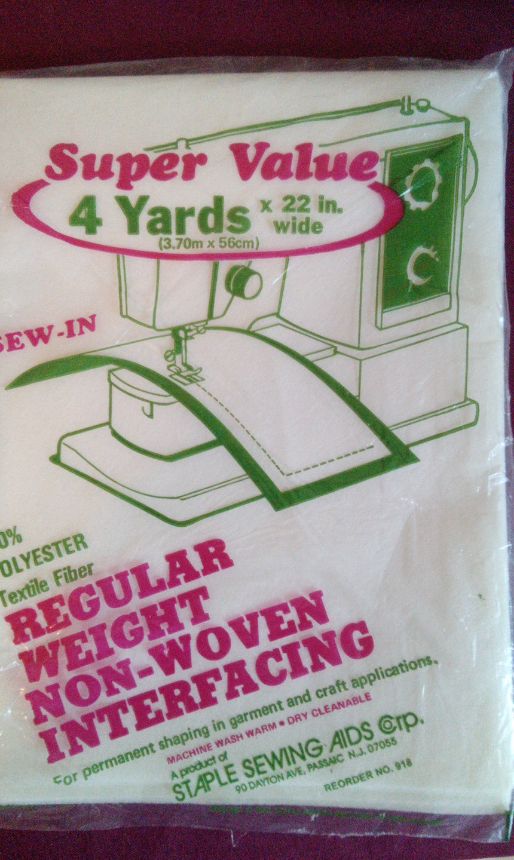 Super Value
4 Yards x 22 in. wide
(3.70m x 56cm)
SEW-IN
0%
OLYESTER
Textile Fiber
REGULAR
WEIGHT
NON-WOVEN
INTERFACING
For permanent shaping in garment and craft applications.
MACHINE WASH WARM • DRY CLEANABLE
A product of
STAPLE SEWING AIDS Corp.
90 DAYTON AVE, PASSAIC N.J. 07055
REORDER NO. 918